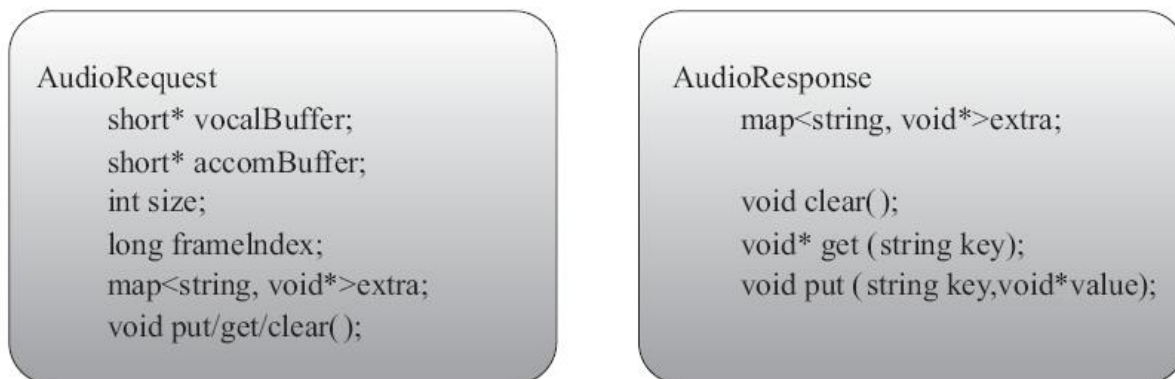 AudioRequest
short* vocalBuffer;
short* accomBuffer;
int size;
long frameIndex;
map<string, void*>extra;
void put/get/clear();
AudioResponse
map<string, void*>extra;
void clear();
void* get (string key);
void put (string key,void*value);